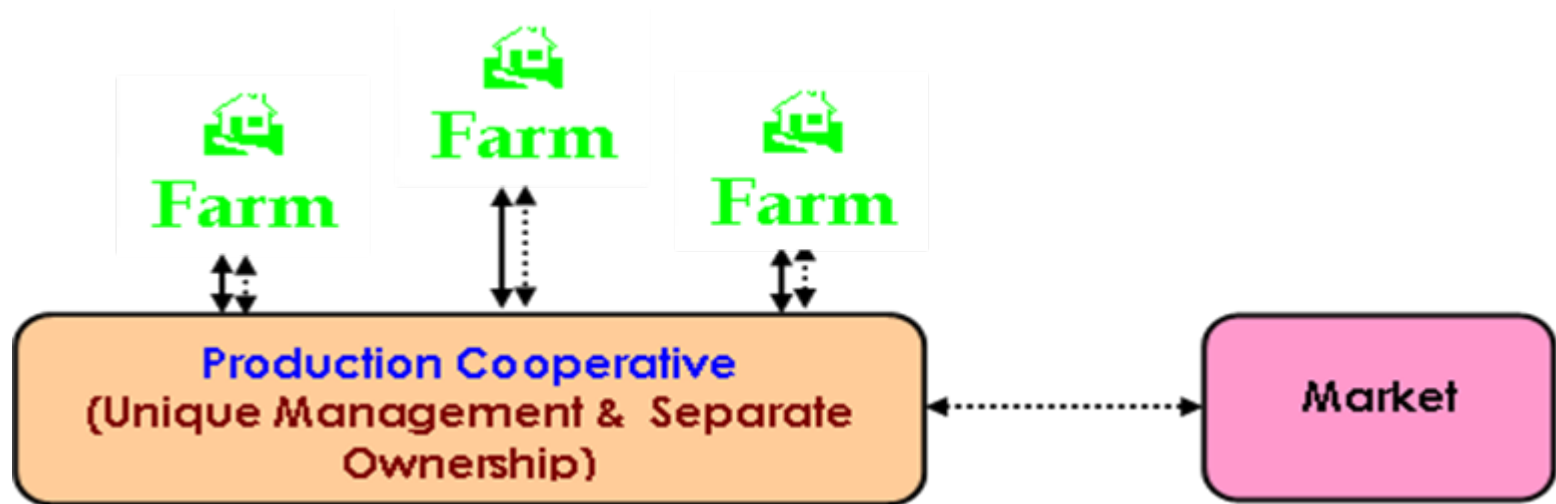 Farm
Farm
Farm
Production Cooperative
(Unique Management & Separate
Ownership)
Market